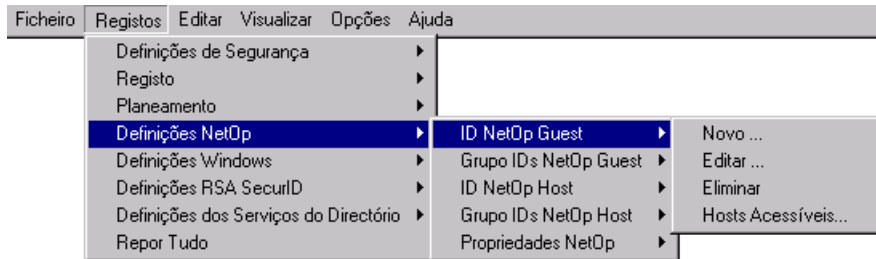 Ficheiro Registos Editar Visualizar Opções Ajuda
Definições de Segurança
Registo
Planeamento
Definições NetOp
Definições Windows
Definições RSA SecurID
Definições dos Serviços do Directório
Repor Tudo
ID NetOp Guest
Grupo IDs NetOp Guest
ID NetOp Host
Grupo IDs NetOp Host
Propriedades NetOp
Novo ...
Editar ...
Eliminar
Hosts Acessíveis...